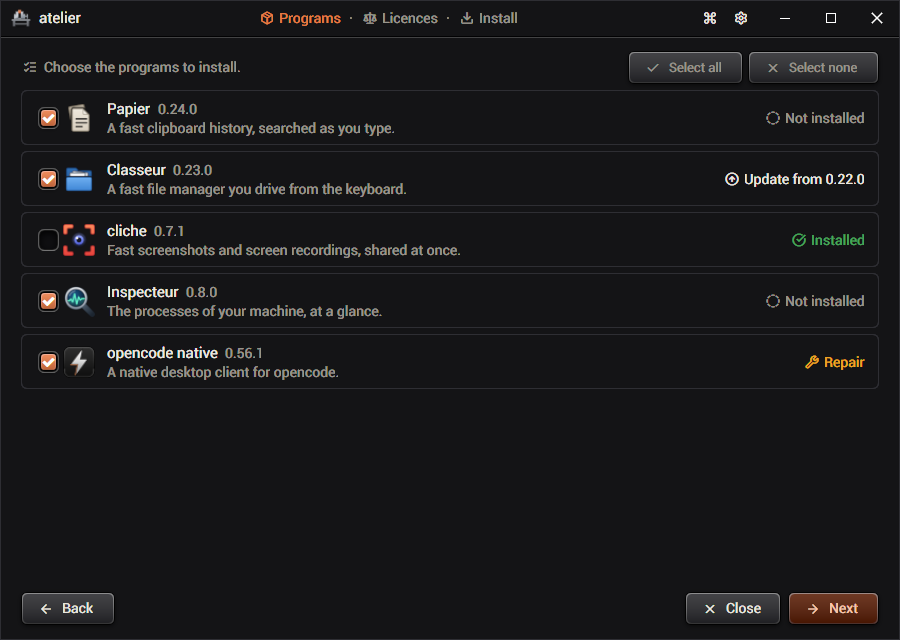 atelier
Programs · Licences · Install
Choose the programs to install.
Select all
Select none
Papier 0.24.0
A fast clipboard history, searched as you type.
Not installed
Classeur 0.23.0
A fast file manager you drive from the keyboard.
Update from 0.22.0
cliche 0.7.1
Fast screenshots and screen recordings, shared at once.
Installed
Inspecteur 0.8.0
The processes of your machine, at a glance.
Not installed
opencode native 0.56.1
A native desktop client for opencode.
Repair
Back
Close
Next